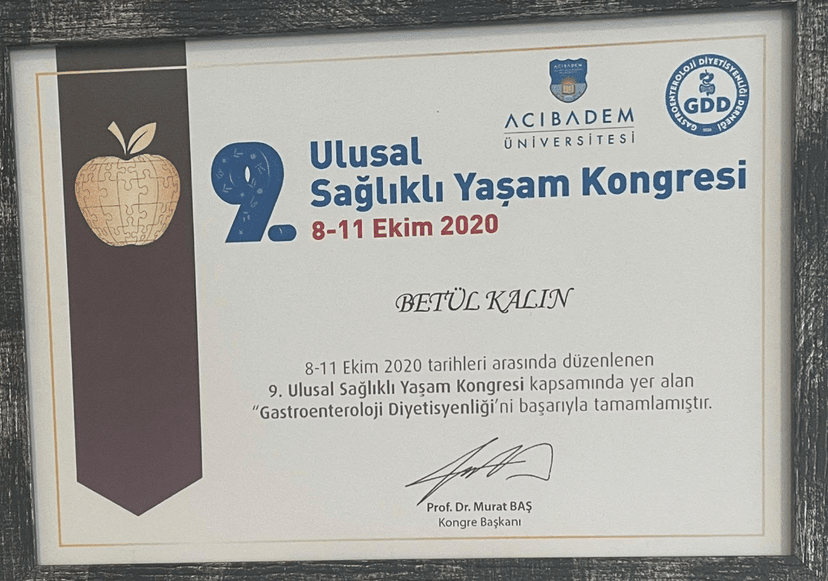 ACIBADEM
ACIBADEM
ÜNİVERSİTESİ
GASTROENTEROLOJİ DİYETİSYENLİĞİ DERNEĞİ
GDD
9. Ulusal
Sağlıklı Yaşam Kongresi
8-11 Ekim 2020
BETÜL KALIN
8-11 Ekim 2020 tarihleri arasında düzenlenen
9. Ulusal Sağlıklı Yaşam Kongresi kapsamında yer alan
“Gastroenteroloji Diyetisyenliği’ni başarıyla tamamlamıştır.
Prof. Dr. Murat BAŞ
Kongre Başkanı